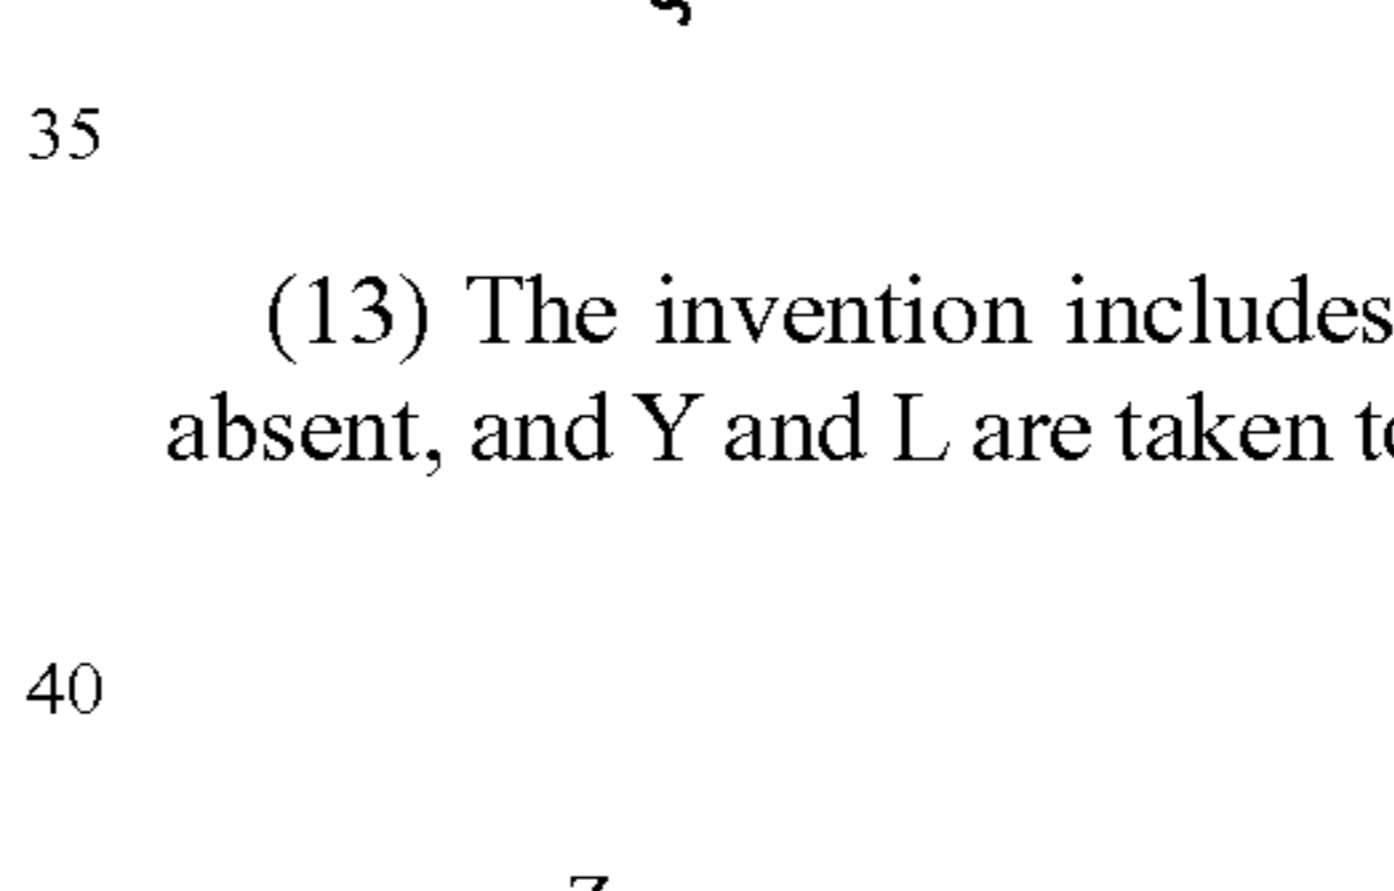 35
(13) The invention includes
absent, and Y and L are taken
40